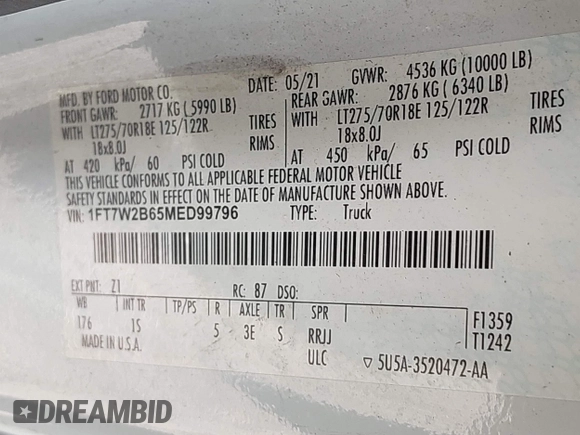 MFD. BY FORD MOTOR CO.
DATE: 05/21 GVWR: 4536 KG (10000 LB)
FRONT GAWR: 2717 KG (5990 LB) REAR GAWR: 2876 KG (6340 LB)
WITH LT275/70R18E 125/122R TIRES WITH LT275/70R18E 125/122R TIRES
18x8.0J RIMS 18x8.0J RIMS
AT 420 kPa/ 60 PSI COLD AT 450 kPa/ 65 PSI COLD
THIS VEHICLE CONFORMS TO ALL APPLICABLE FEDERAL MOTOR VEHICLE
SAFETY STANDARDS IN EFFECT ON THE DATE OF MANUFACTURE SHOWN ABOVE.
VIN: 1FT7W2B65MED99796 TYPE: Truck
EXT PNT: Z1 RC: 87 DSO:
WB INT TR TP/PS R AXLE TR SPR F1359
176 1S 5 3E S RRJJ T1242
MADE IN U.S.A. ULC ▽ 5U5A-3520472-AA
DREAMBID